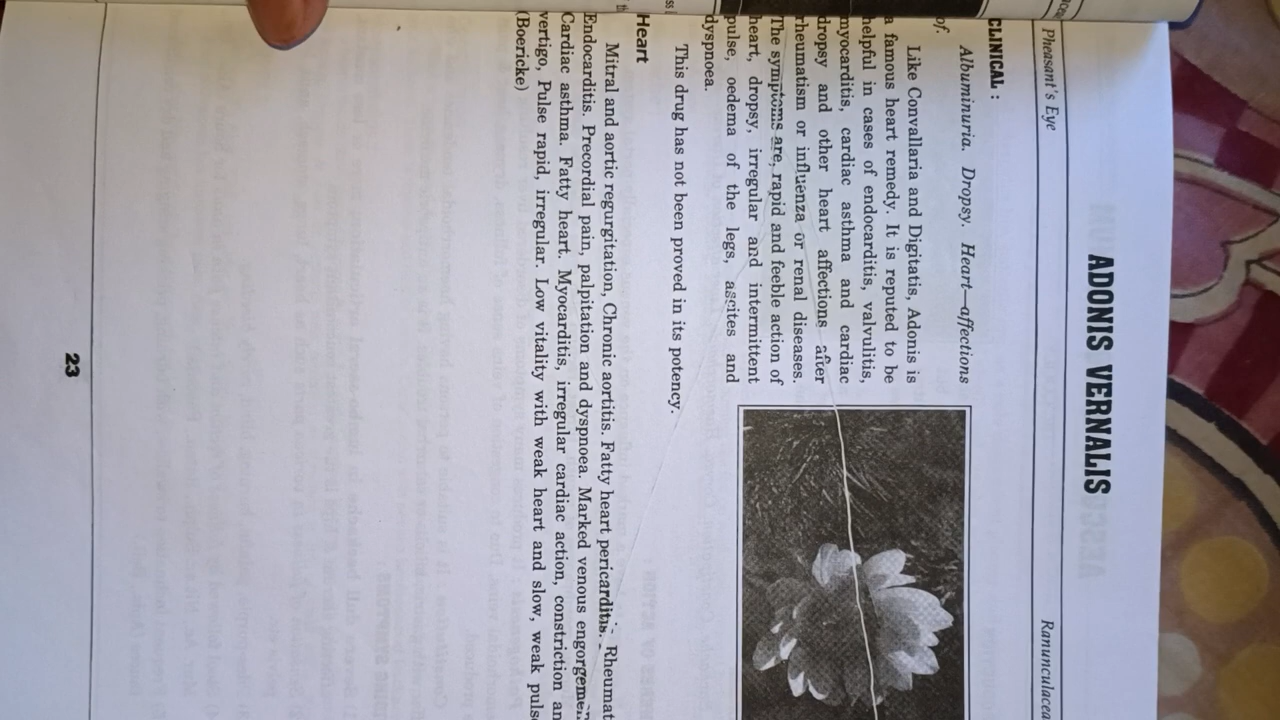 ADONIS VERNALIS
Pheasant's Eye Ranunculacea
CLINICAL :
Albuminuria. Dropsy. Heart—affections
of.
Like Convallaria and Digitatis, Adonis is
a famous heart remedy. It is reputed to be
helpful in cases of endocarditis, valvulitis,
myocarditis, cardiac asthma and cardiac
dropsy and other heart affections after
rheumatism or influenza or renal diseases.
The symptoms are, rapid and feeble action of
heart, dropsy, irregular and intermittent
pulse, oedema of the legs, ascites and
dyspnoea.
This drug has not been proved in its potency.
Heart
Mitral and aortic regurgitation, Chronic aortitis. Fatty heart pericarditis. Rheumat
Endocarditis. Precordial pain, palpitation and dyspnoea. Marked venous engorgemen
Cardiac asthma. Fatty heart. Myocarditis, irregular cardiac action, constriction an
vertigo, Pulse rapid, irregular. Low vitality with weak heart and slow, weak puls
(Boericke)
23